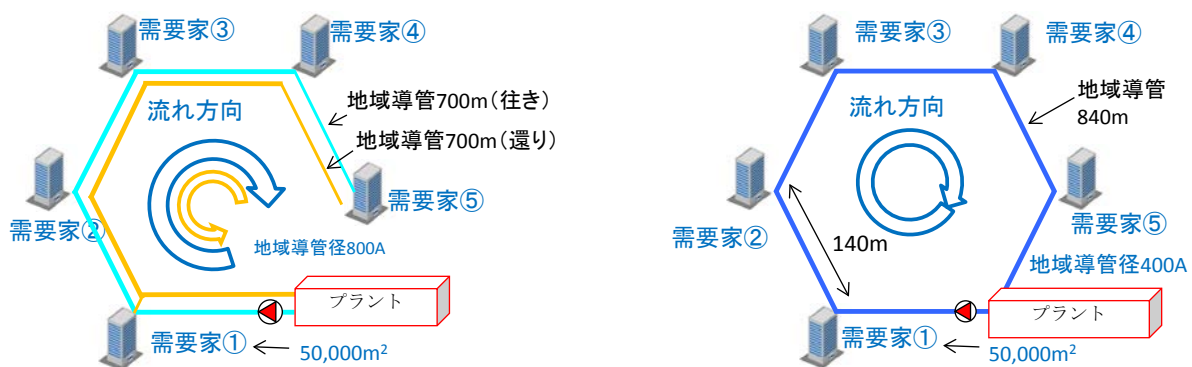 需要家③
需要家④
流れ方向
地域導管700m(往き)
地域導管700m(還り)
需要家②
需要家⑤
地域導管径800A
プラント
需要家①
50,000m²
需要家③
需要家④
流れ方向
地域導管
840m
需要家②
140m
需要家⑤
地域導管径400A
プラント
需要家①
50,000m²